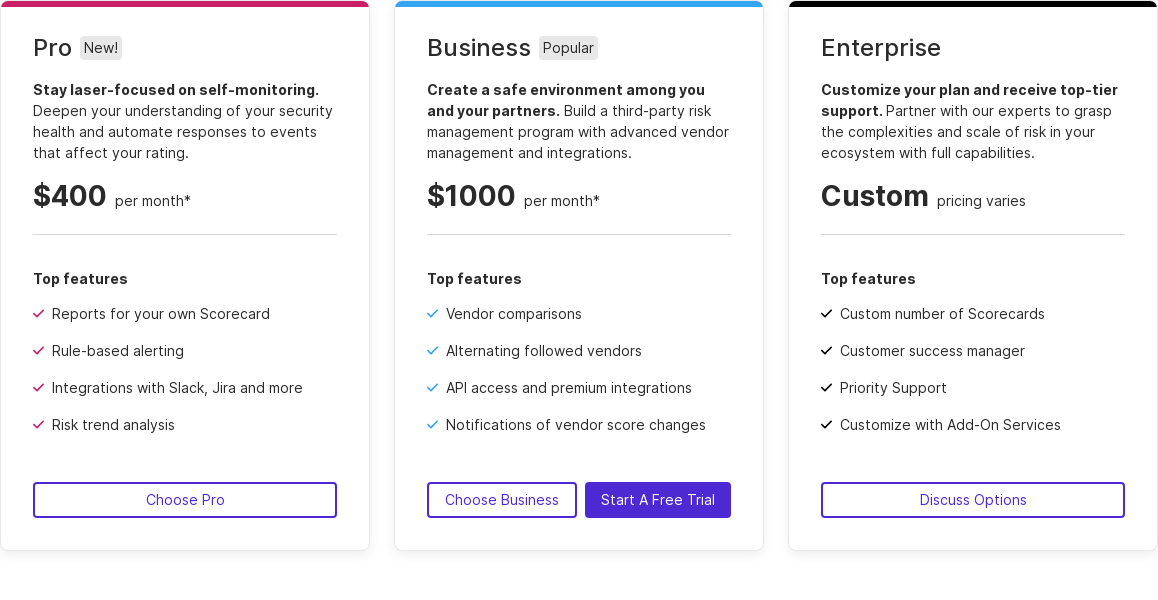 Pro New!
Stay laser-focused on self-monitoring.
Deepen your understanding of your security
health and automate responses to events
that affect your rating.
$400 per month*
Top features
Reports for your own Scorecard
Rule-based alerting
Integrations with Slack, Jira and more
Risk trend analysis
Choose Pro
Business Popular
Create a safe environment among you
and your partners. Build a third-party risk
management program with advanced vendor
management and integrations.
$1000 per month*
Top features
Vendor comparisons
Alternating followed vendors
API access and premium integrations
Notifications of vendor score changes
Choose Business Start A Free Trial
Enterprise
Customize your plan and receive top-tier
support. Partner with our experts to grasp
the complexities and scale of risk in your
ecosystem with full capabilities.
Custom pricing varies
Top features
Custom number of Scorecards
Customer success manager
Priority Support
Customize with Add-On Services
Discuss Options